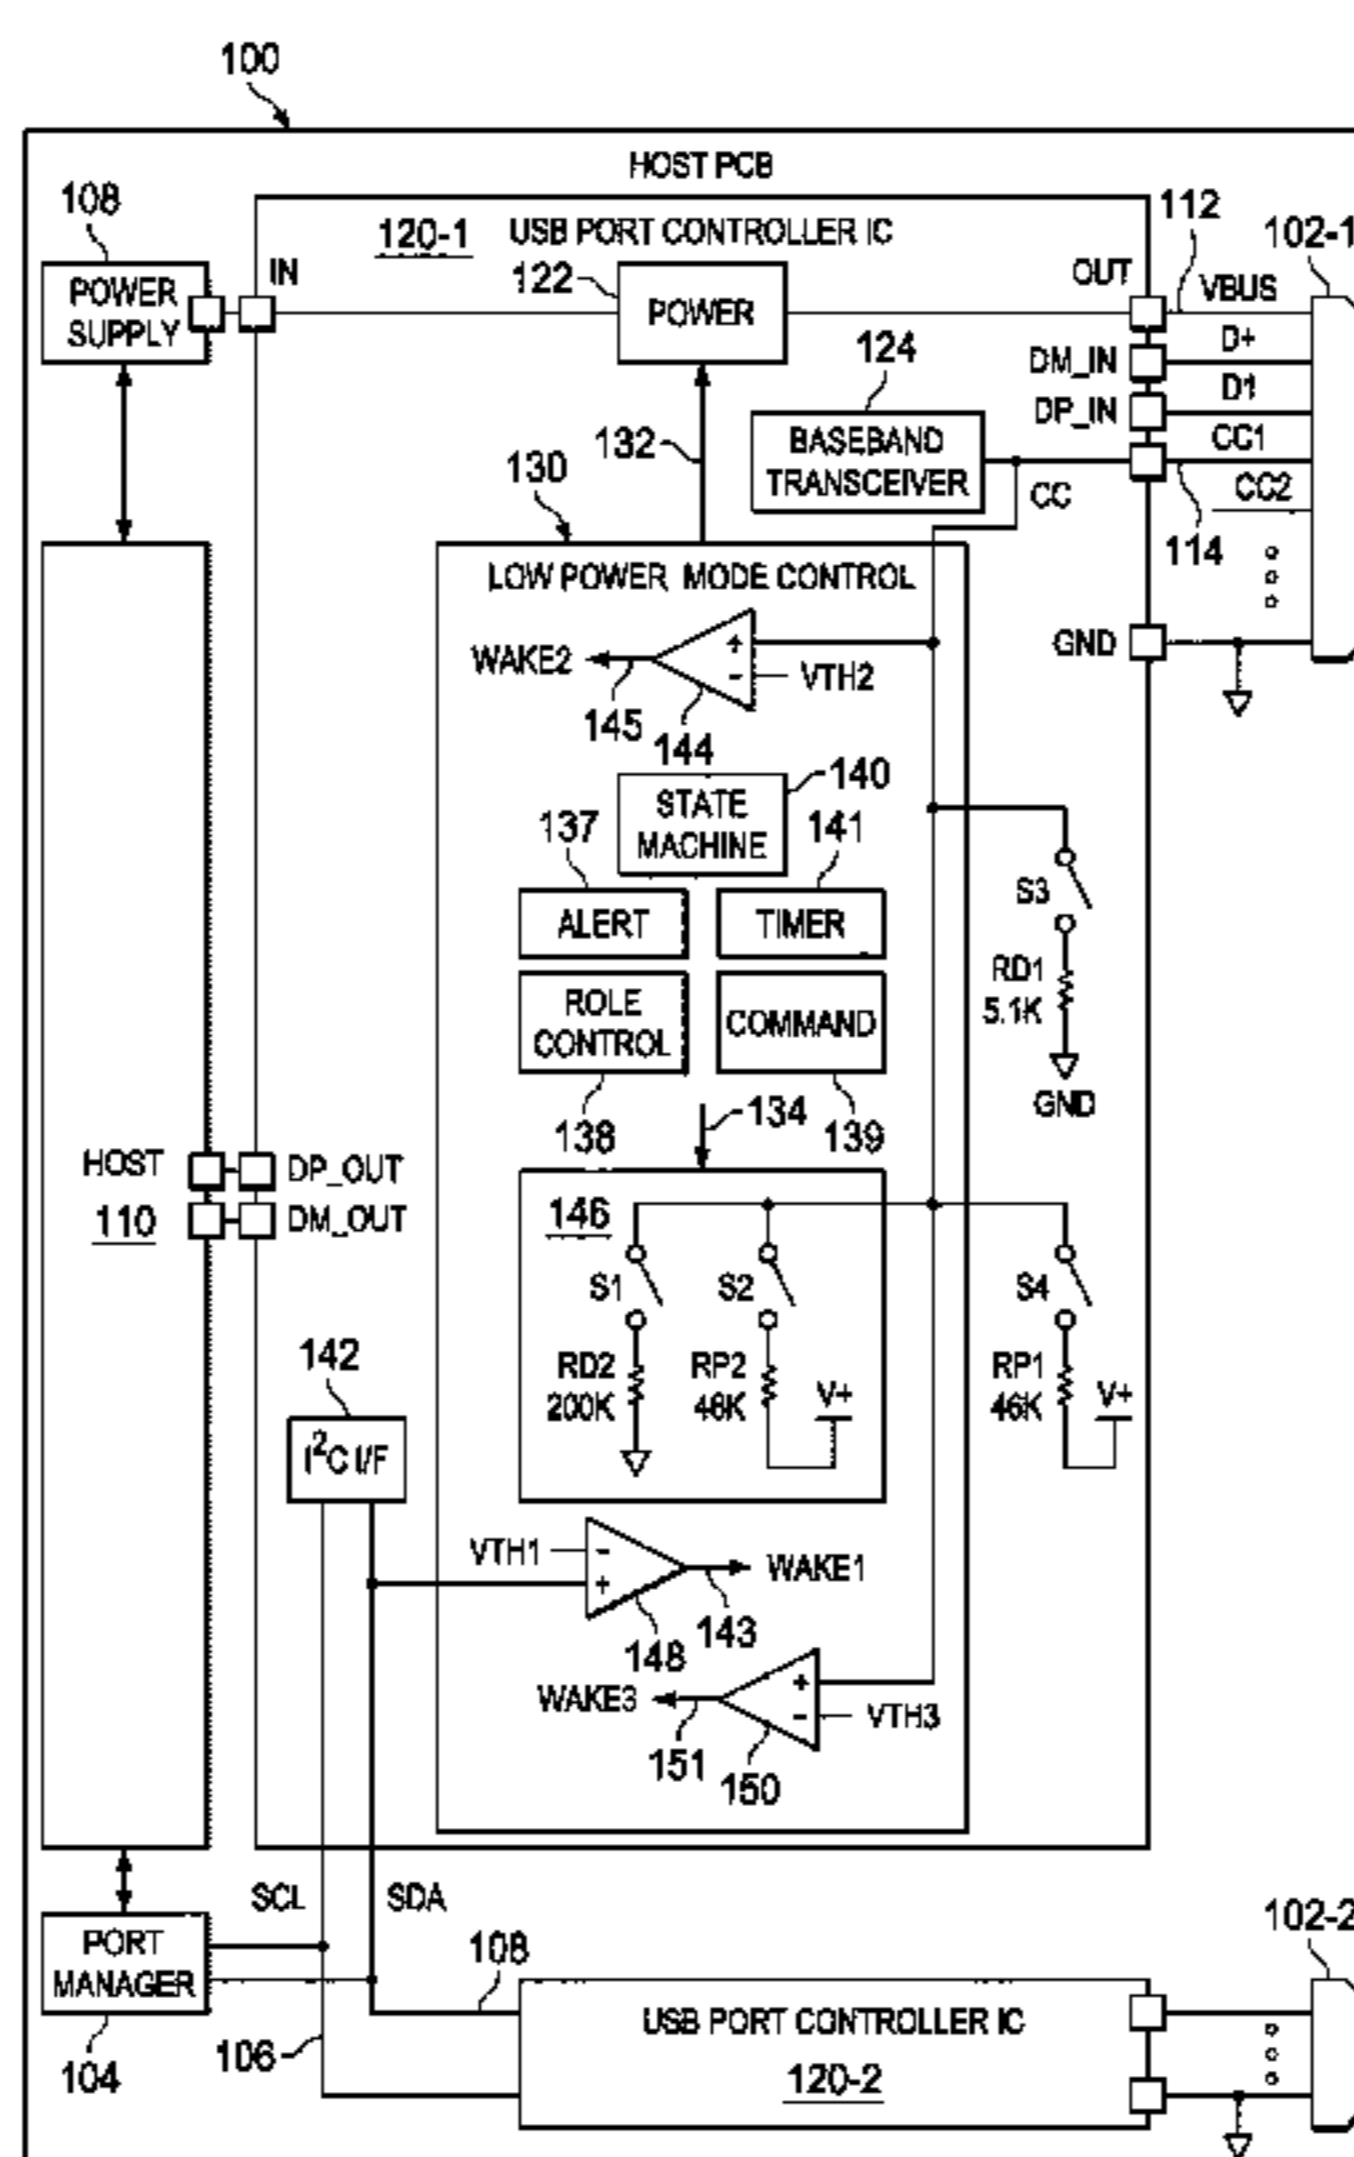 100
HOST PCB
108
POWER SUPPLY
IN
120-1
USB PORT CONTROLLER IC
122
POWER
OUT
112
102-1
VBUS
DM_IN
D+
DP_IN
D1
124
BASEBAND TRANSCEIVER
CC1
CC
CC2
114
132
130
LOW POWER MODE CONTROL
GND
WAKE2
+
-
VTH2
145
144
140
STATE MACHINE
137
141
ALERT
TIMER
S3
RD1
5.1K
GND
ROLE CONTROL
COMMAND
138
134
139
HOST
110
DP_OUT
DM_OUT
146
S1
S2
S4
RD2
200K
RP2
48K
V+
RP1
46K
V+
142
I²C I/F
VTH1
-
+
WAKE1
148
143
WAKE3
+
-
VTH3
151
150
SCL
SDA
PORT MANAGER
104
106
108
USB PORT CONTROLLER IC
120-2
102-2